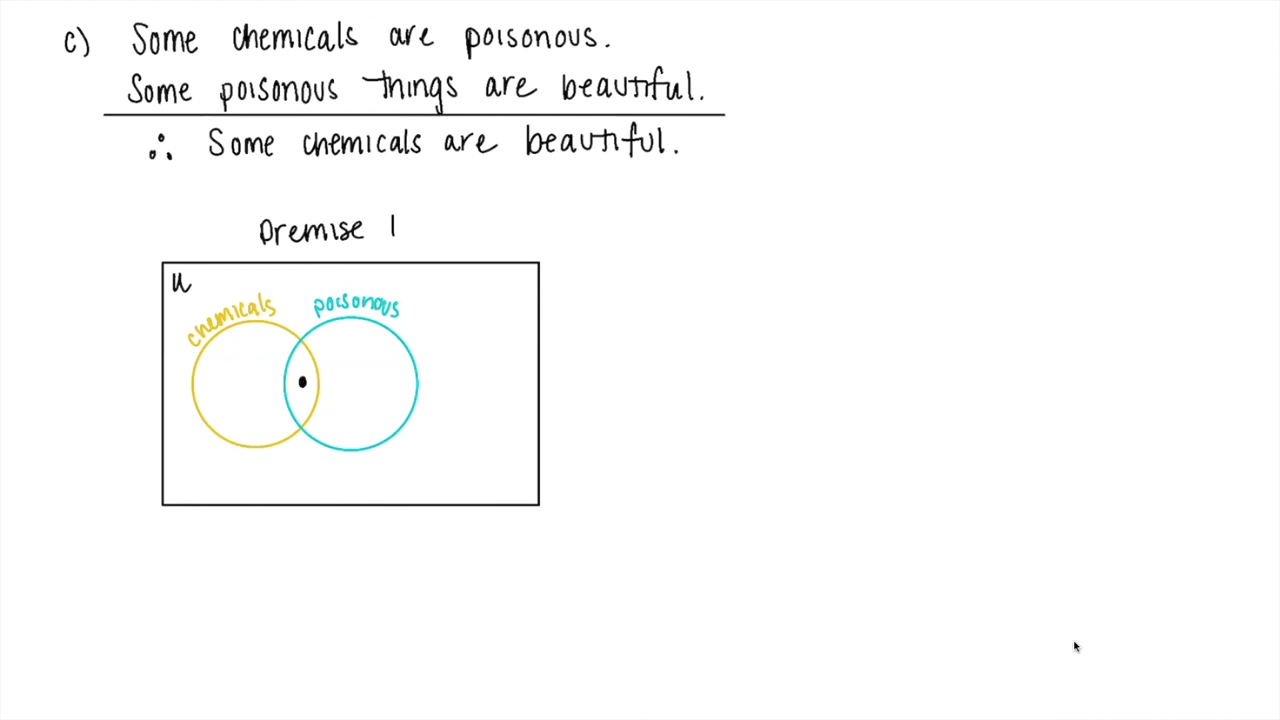 c) Some chemicals are poisonous.
Some poisonous things are beautiful.
∴ Some chemicals are beautiful.
Premise 1
U
chemicals poisonous